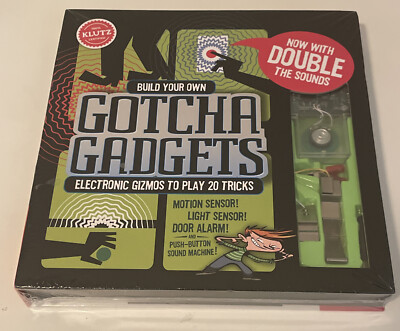 KLUTZ
NOW WITH
DOUBLE
THE SOUNDS
BUILD YOUR OWN
GOTCHA
GADGETS
ELECTRONIC GIZMOS TO PLAY 20 TRICKS
MOTION SENSOR!
LIGHT SENSOR!
DOOR ALARM!
AND
PUSH-BUTTON
SOUND MACHINE!